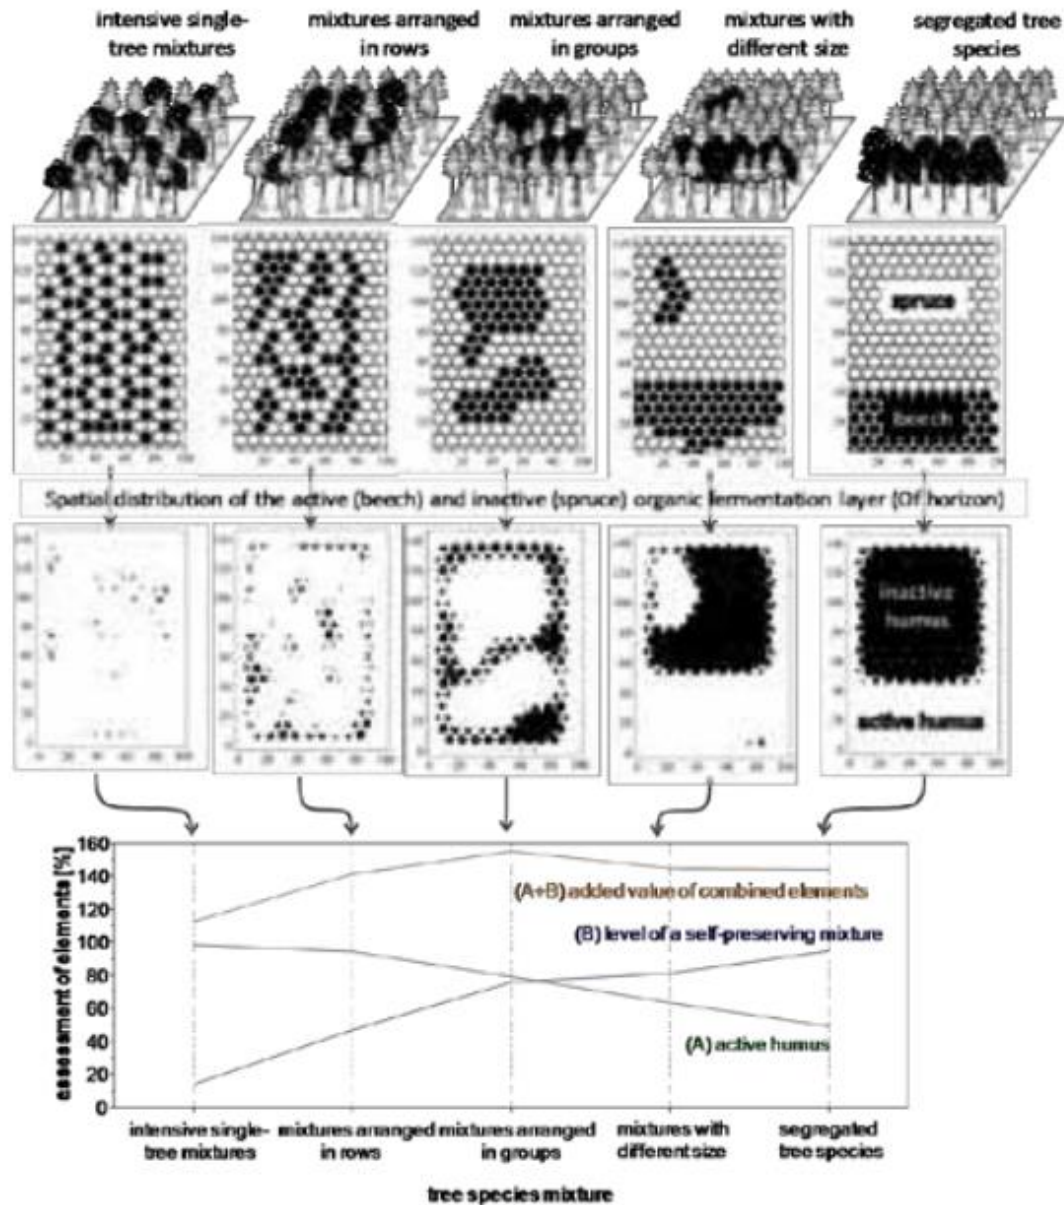 intensive single-
tree mixtures
mixtures arranged
in rows
mixtures arranged
in groups
mixtures with
different size
segregated tree
species
spruce
beech
Spatial distribution of the active (beech) and inactive (spruce) organic fermentation layer (Of horizon)
inactive
humus
active humus
assessment of elements [%]
160
140
120
100
80
60
40
20
0
(A+B) added value of combined elements
(B) level of a self-preserving mixture
(A) active humus
intensive single-
tree mixtures
mixtures arranged
in rows
mixtures arranged
in groups
mixtures with
different size
segregated
tree species
tree species mixture